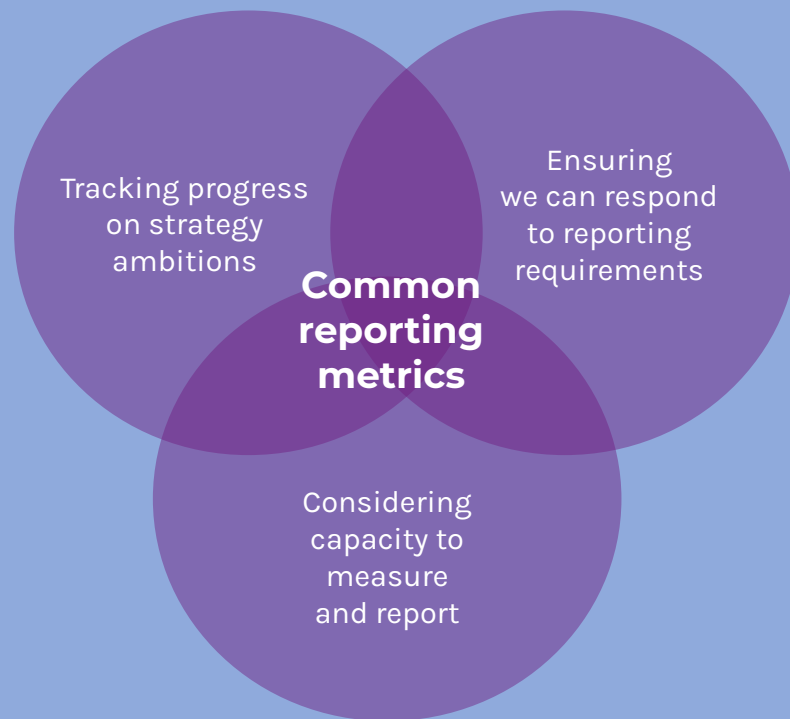 Tracking progress
on strategy
ambitions
Ensuring
we can respond
to reporting
requirements
Common
reporting
metrics
Considering
capacity to
measure
and report